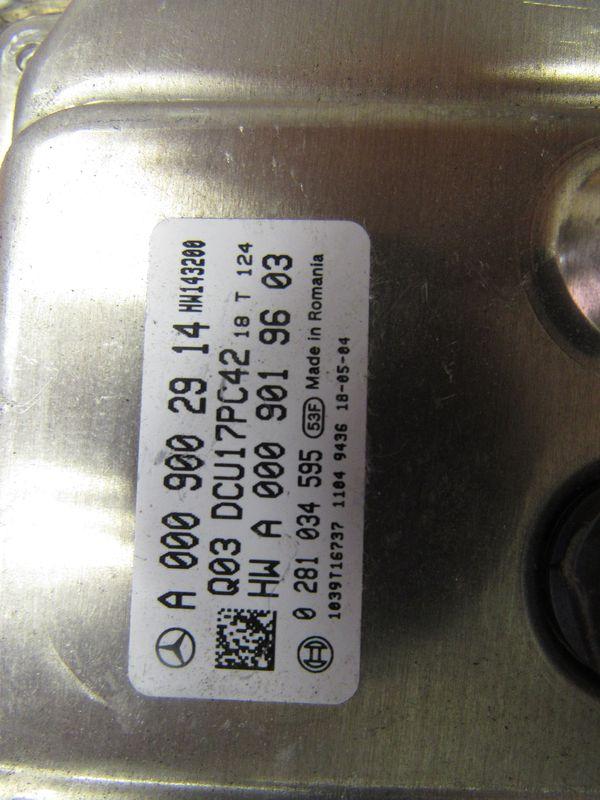 A 000 900 29 14 HW143200
Q03 DCU17PC42 18 T 124
HW A 000 901 96 03
0 281 034 595 53F Made in Romania
1039T16737 1104 9436 18-05-04